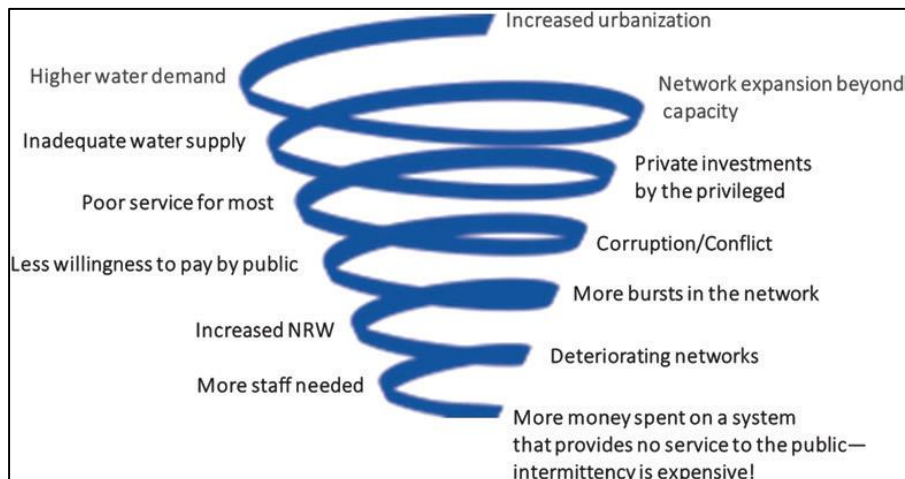 Increased urbanization
Higher water demand
Network expansion beyond
capacity
Inadequate water supply
Private investments
by the privileged
Poor service for most
Corruption/Conflict
Less willingness to pay by public
More bursts in the network
Increased NRW
Deteriorating networks
More staff needed
More money spent on a system
that provides no service to the public—
intermittency is expensive!